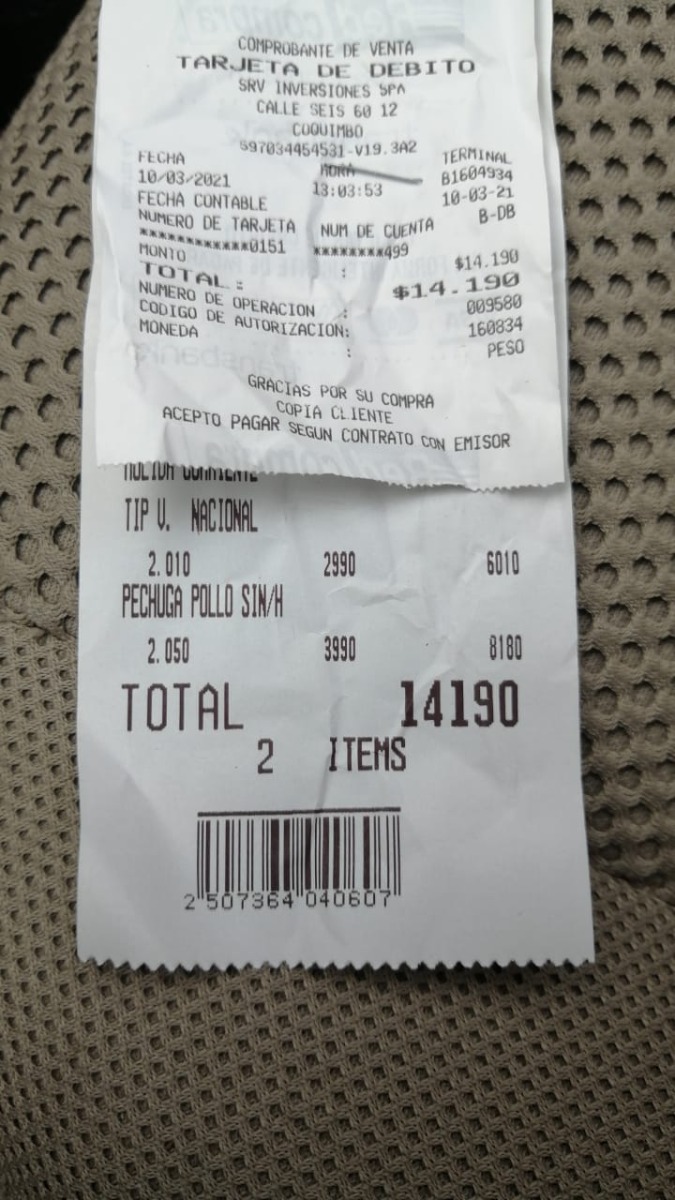 COMPROBANTE DE VENTA
TARJETA DE DEBITO
SRV INVERSIONES SPA
CALLE SEIS 60 12
COQUIMBO
597034454531-V19.3A2
FECHA HORA TERMINAL
10/03/2021 13:03:53 B1604934
FECHA CONTABLE 10-03-21
NUMERO DE TARJETA NUM DE CUENTA B-DB
************0151 ********499
MONTO : $14.190
TOTAL : $14.190
NUMERO DE OPERACION : 009580
CODIGO DE AUTORIZACION: 160834
MONEDA : PESO
GRACIAS POR SU COMPRA
COPIA CLIENTE
ACEPTO PAGAR SEGUN CONTRATO CON EMISOR
TIP V. NACIONAL
2.010 2990 6010
PECHUGA POLLO SIN/H
2.050 3990 8180
TOTAL 14190
2 ITEMS
2 507364 040607